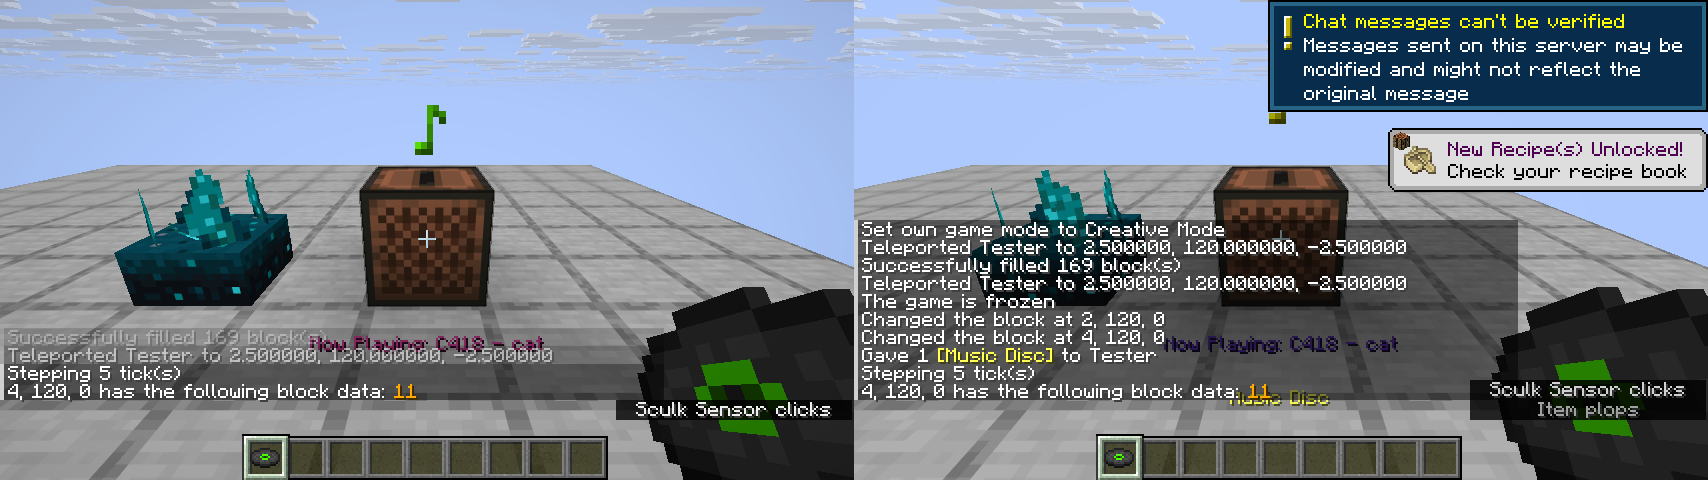 Successfully filled 169 block(s)
Now Playing: C418 - cat
Teleported Tester to 2.500000, 120.000000, -2.500000
Stepping 5 tick(s)
4, 120, 0 has the following block data: 11
Sculk Sensor clicks
Chat messages can't be verified
Messages sent on this server may be
modified and might not reflect the
original message
New Recipe(s) Unlocked!
Check your recipe book
Set own game mode to Creative Mode
Teleported Tester to 2.500000, 120.000000, -2.500000
Successfully filled 169 block(s)
Teleported Tester to 2.500000, 120.000000, -2.500000
The game is frozen
Changed the block at 2, 120, 0
Changed the block at 4, 120, 0
Now Playing: C418 - cat
Gave 1 [Music Disc] to Tester
Stepping 5 tick(s)
4, 120, 0 has the following block data: 11
Music Disc
Sculk Sensor clicks
Item plops